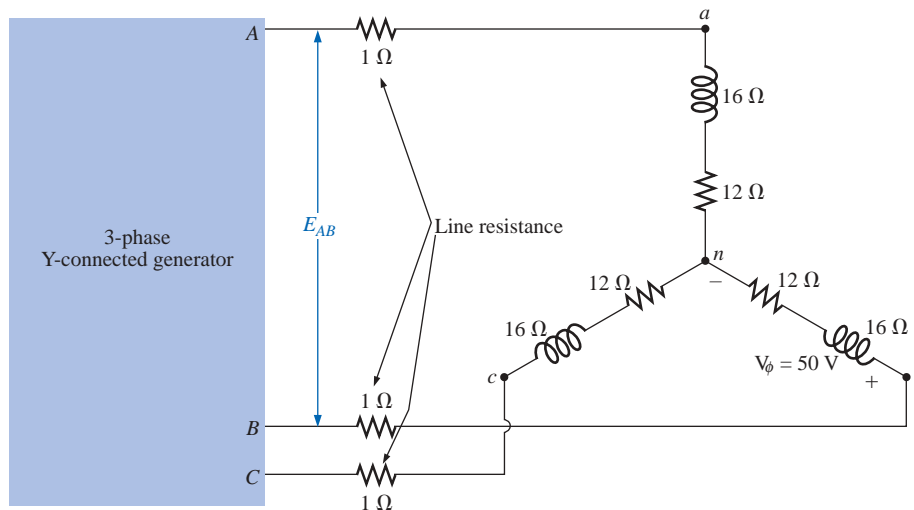 A
1 Ω
a
16 Ω
12 Ω
E_AB
Line resistance
3-phase
Y-connected generator
n
12 Ω
–
12 Ω
16 Ω
16 Ω
V_ϕ = 50 V
+
c
1 Ω
B
C
1 Ω